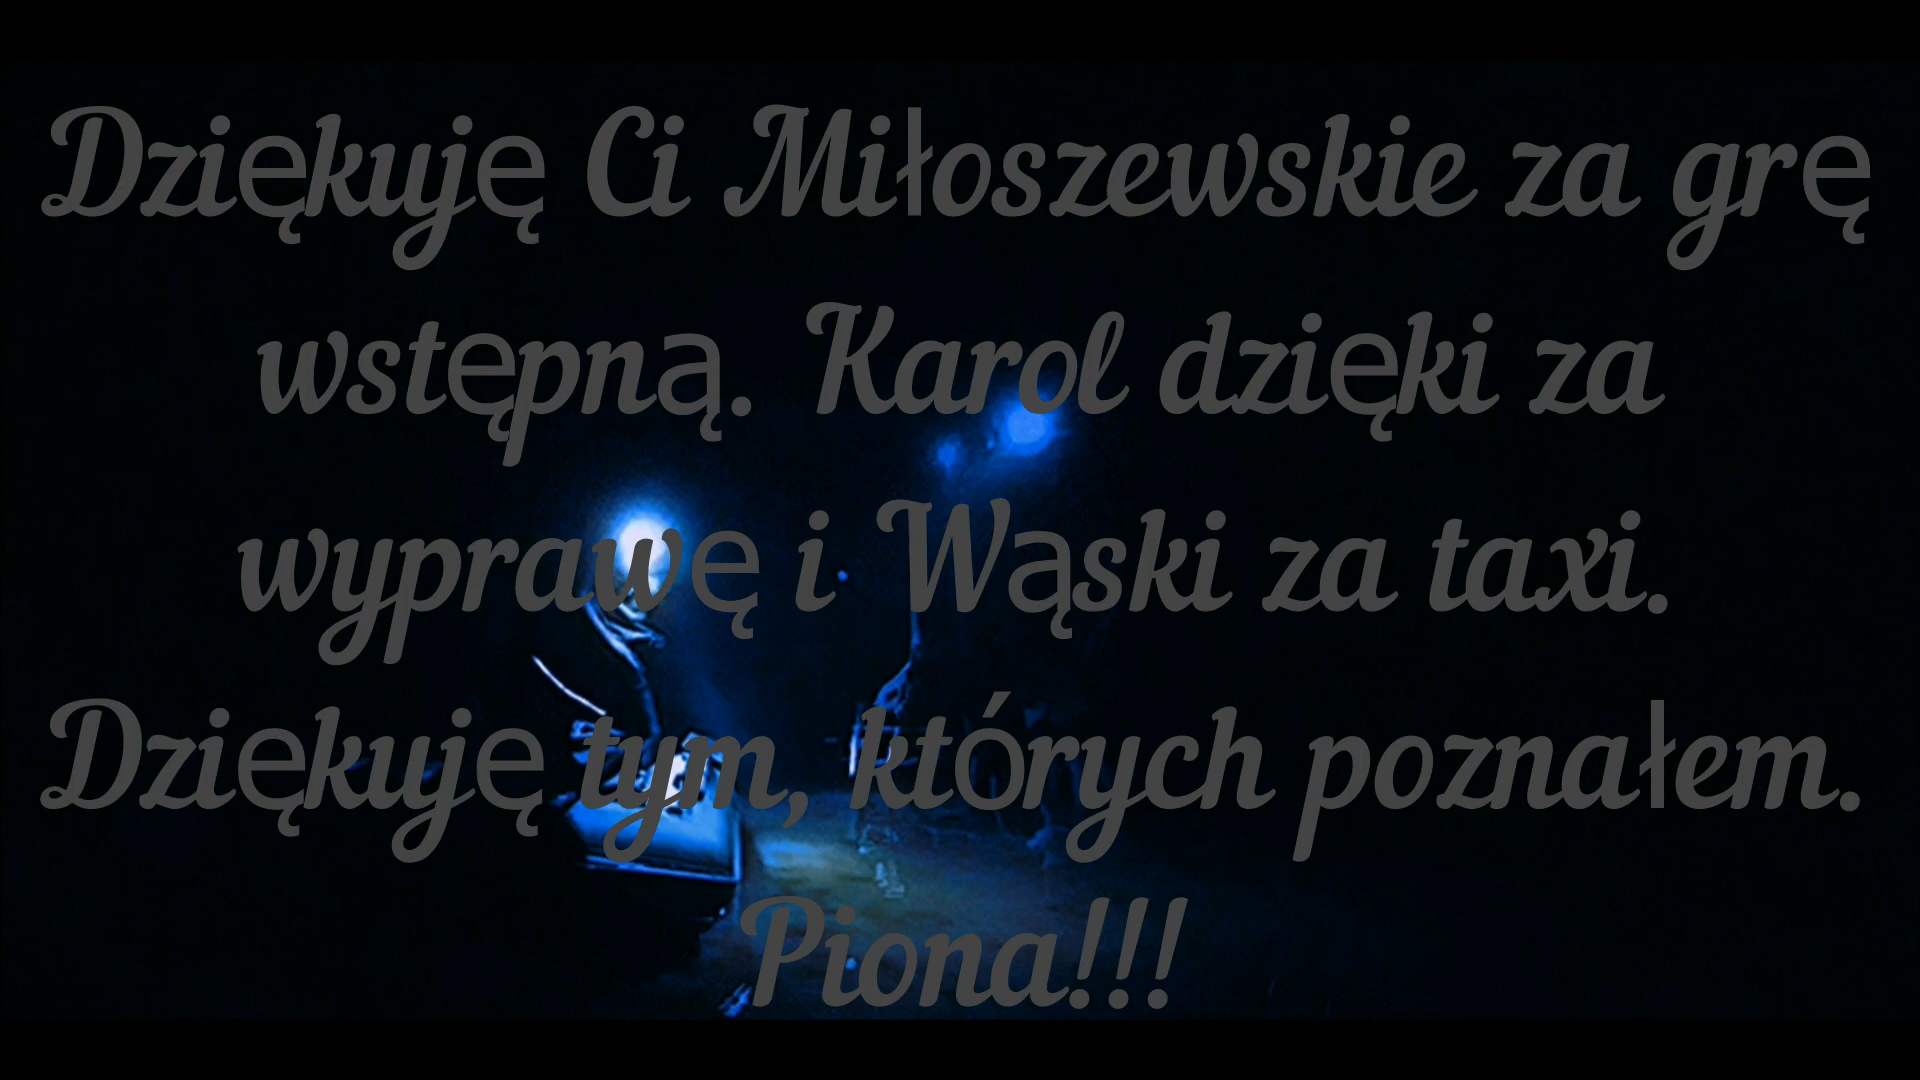 Dziękuję Ci Miłoszewskie za grę
wstępną. Karol dzięki za
wyprawę i Wąski za taxi.
Dziękuję tym, których poznałem.
Piona!!!